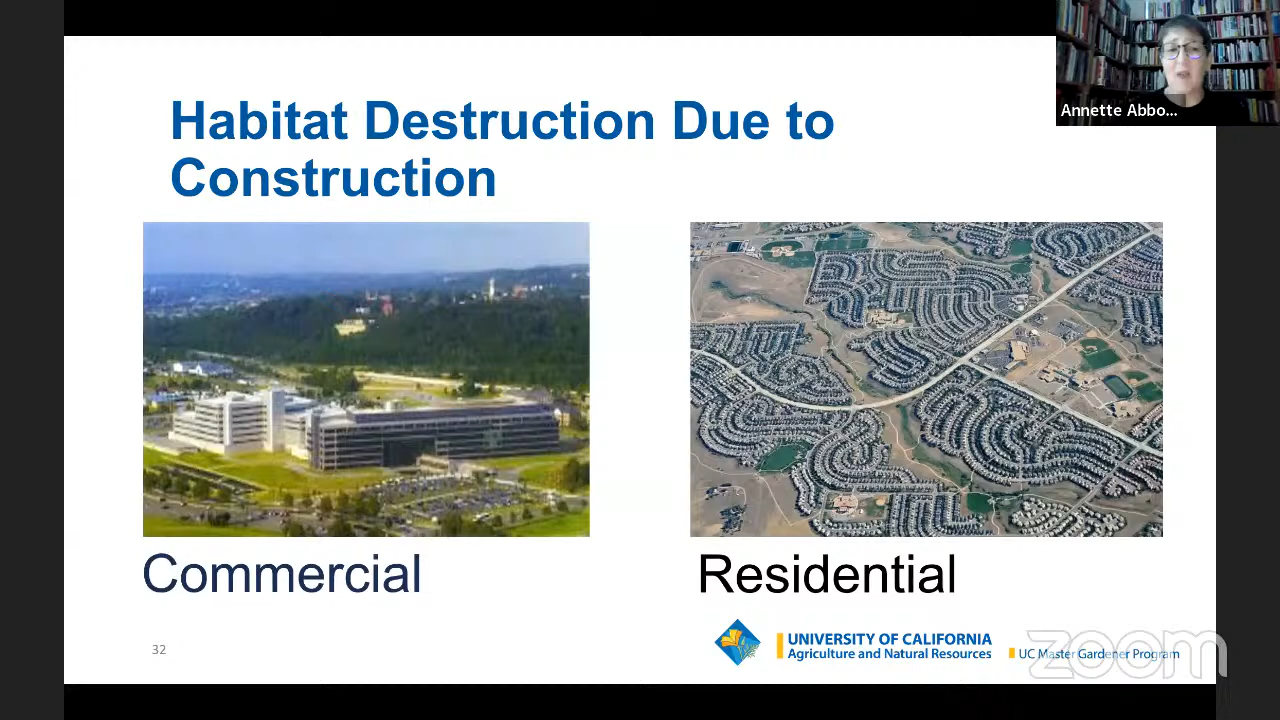 Annette Abbo...
Habitat Destruction Due to
Construction
Commercial
Residential
32
UNIVERSITY OF CALIFORNIA
Agriculture and Natural Resources
UC Master Gardener Program
zoom